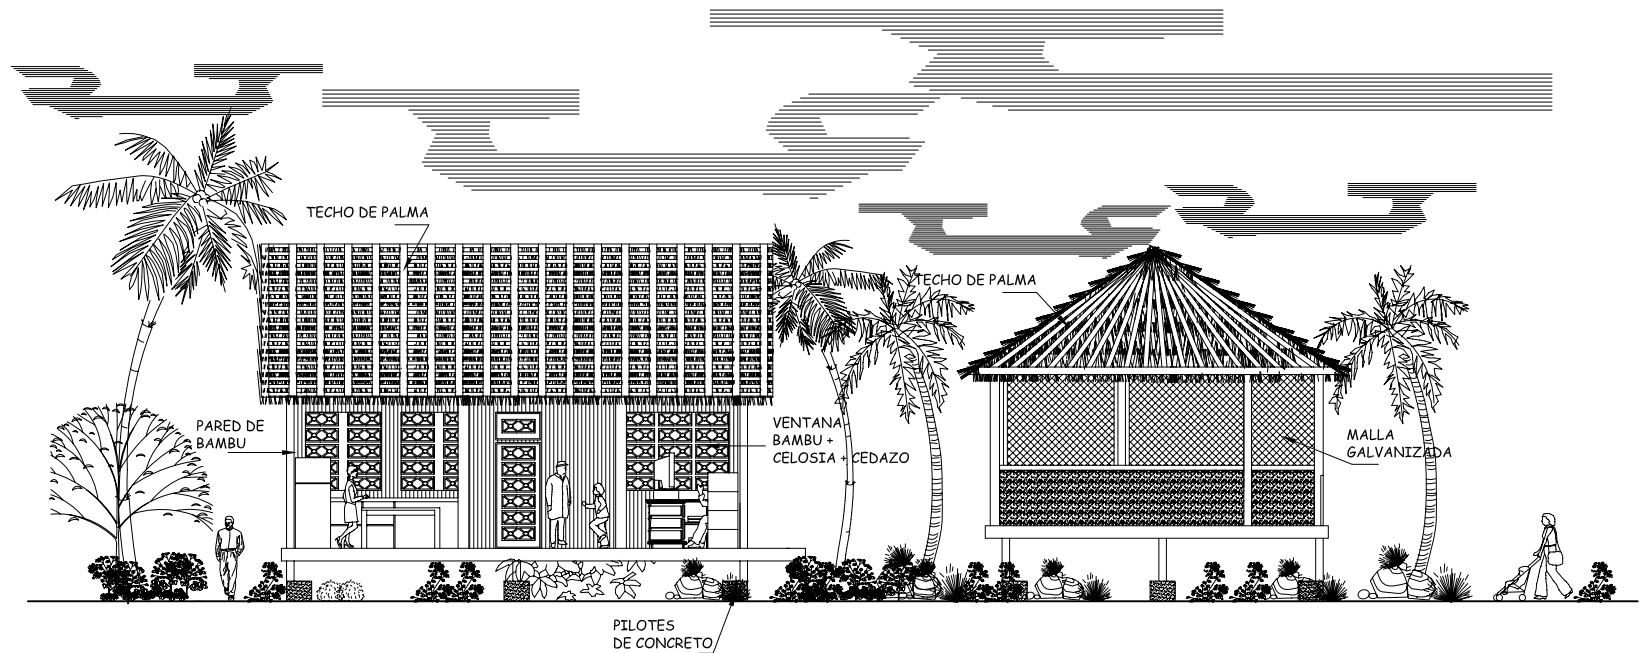 TECHO DE PALMA
TECHO DE PALMA
PARED DE
BAMBU
VENTANA
BAMBU +
CELOSIA + CEDAZO
MALLA
GALVANIZADA
PILOTES
DE CONCRETO